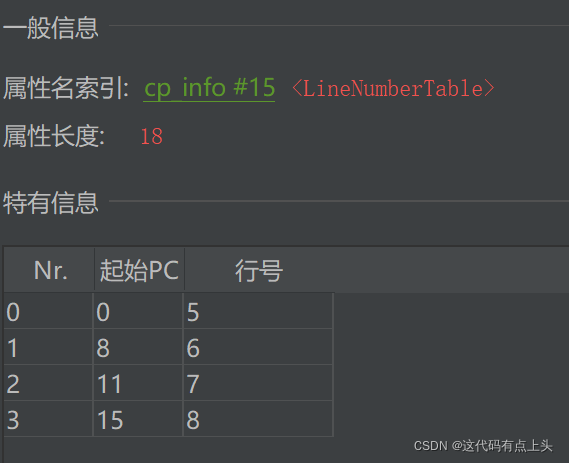 一般信息
属性名索引: cp_info #15 <LineNumberTable>
属性长度: 18
特有信息
Nr. 起始PC 行号
0 0 5
1 8 6
2 11 7
3 15 8
CSDN @这代码有点上头